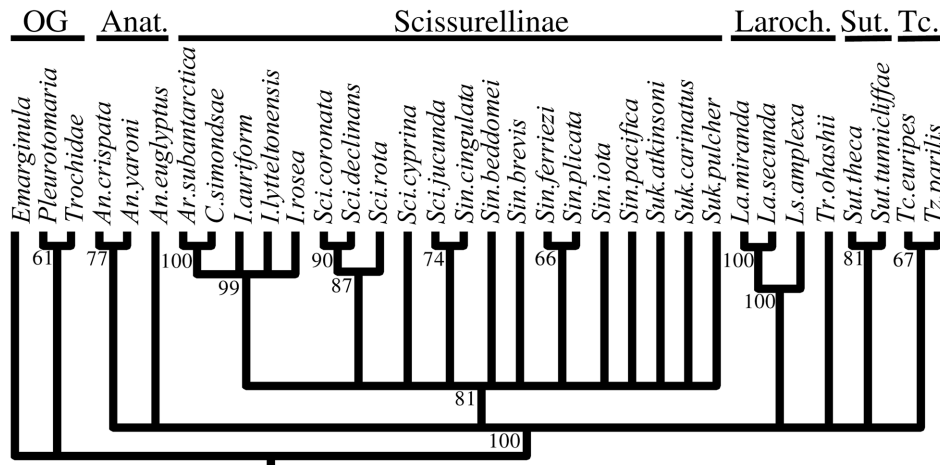 OG Anat. Scissurellinae Laroch. Sut. Tc.
Emarginula
Pleurotomaria
Trochidae
An.crispata
An.yaroni
An.euglyptus
Ar.subantarctica
C.simondsae
I.auriform
I.lytteltonensis
I.rosea
Sci.coronata
Sci.declinans
Sci.rota
Sci.cyprina
Sci.jucunda
Sin.cingulata
Sin.beddomei
Sin.brevis
Sin.ferriezi
Sin.plicata
Sin.iota
Sin.pacifica
Suk.atkinsoni
Suk.carinatus
Suk.pulcher
La.miranda
La.secunda
Ls.amplexa
Tr.ohashii
Sut.theca
Sut.tunnicliffae
Tc.euripes
Tz.parilis
61 77 100 90 74 66 100 81 67
99 87 100
81
100